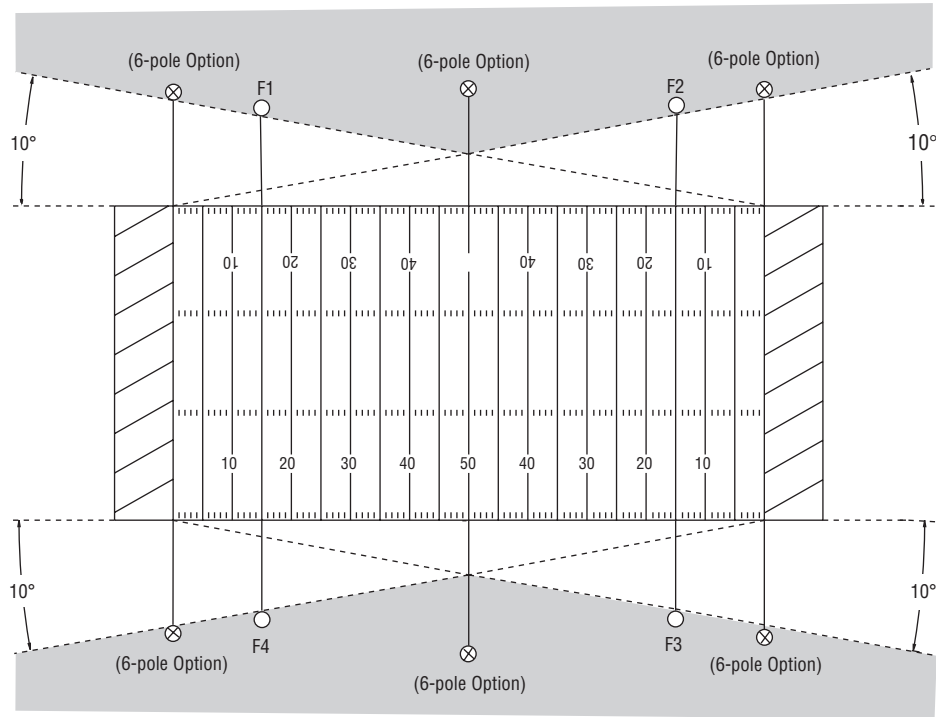 (6-pole Option) (6-pole Option) (6-pole Option)
F1 F2
10° 10°
10 20 30 40 40 30 20 10
10 20 30 40 50 40 30 20 10
10° 10°
F4 F3
(6-pole Option) (6-pole Option)
(6-pole Option)